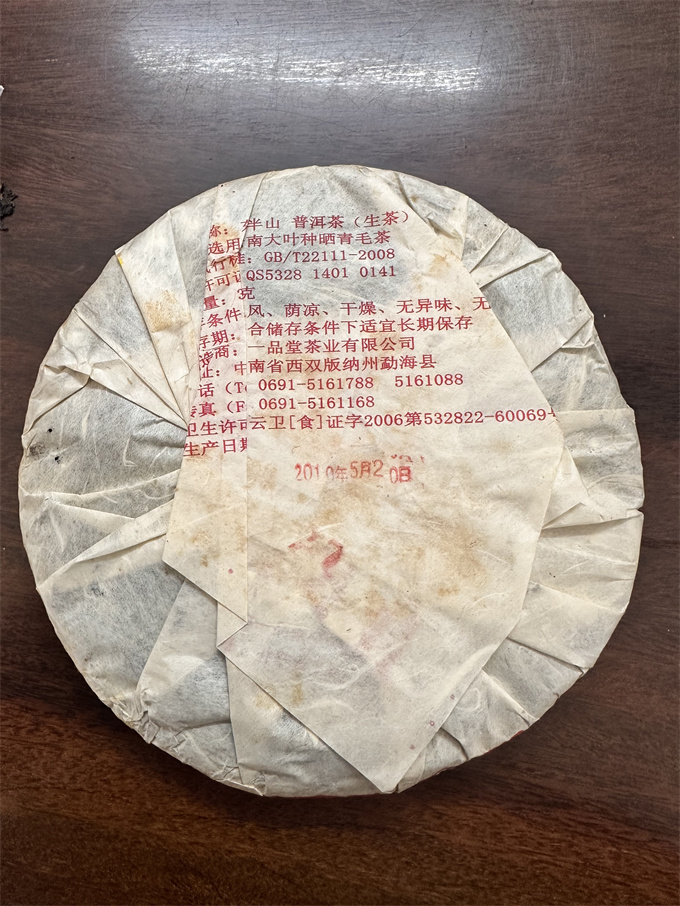 称： 半山 普洱茶（生茶）
选用 南大叶种晒青毛茶
行 准：GB/T22111-2008
许可 QS5328 1401 0141
量： 克
条件 风、荫凉、干燥、无异味、无
存期： 合储存条件下适宜长期保存
商： 一品堂茶业有限公司
址： 中 南省西双版纳州勐海县
话（T 0691-5161788 5161088
传真（F 0691-5161168
卫生许可 云卫[食]证字2006第532822-60069-
生产日期
2010年5月20日